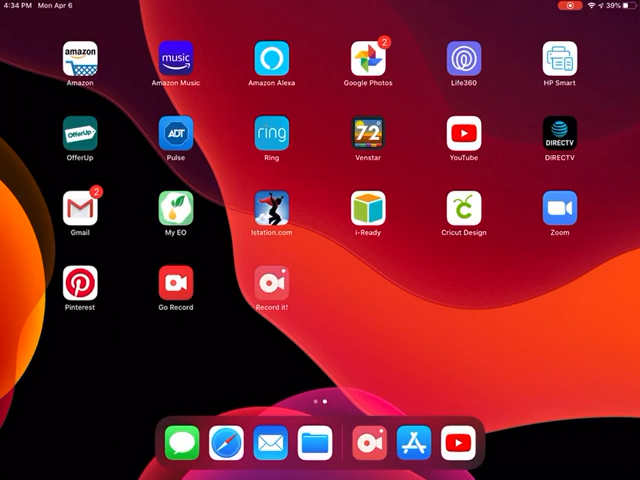 4:34 PM Mon Apr 6 39%
amazon
music
2
Amazon
Amazon Music
Amazon Alexa
Google Photos
Life360
HP Smart
OfferUp
ADT
ring
72
DIRECTV
OfferUp
Pulse
Ring
Venstar
YouTube
DIRECTV
2
Gmail
My EO
Istation.com
i-Ready
Cricut Design
Zoom
Pinterest
Go Record
Record it!